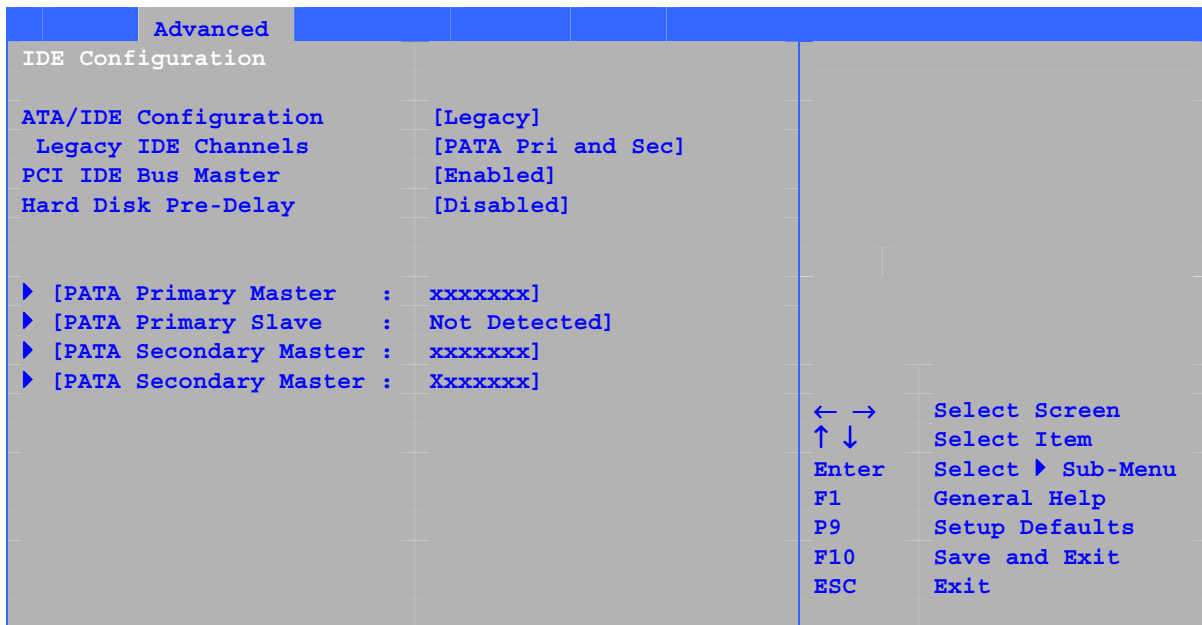 Advanced
IDE Configuration
ATA/IDE Configuration [Legacy]
Legacy IDE Channels [PATA Pri and Sec]
PCI IDE Bus Master [Enabled]
Hard Disk Pre-Delay [Disabled]
[PATA Primary Master : xxxxxxx]
[PATA Primary Slave : Not Detected]
[PATA Secondary Master : xxxxxxx]
[PATA Secondary Master : Xxxxxxx]
← → Select Screen
↑ ↓ Select Item
Enter Select ▶ Sub-Menu
F1 General Help
P9 Setup Defaults
F10 Save and Exit
ESC Exit